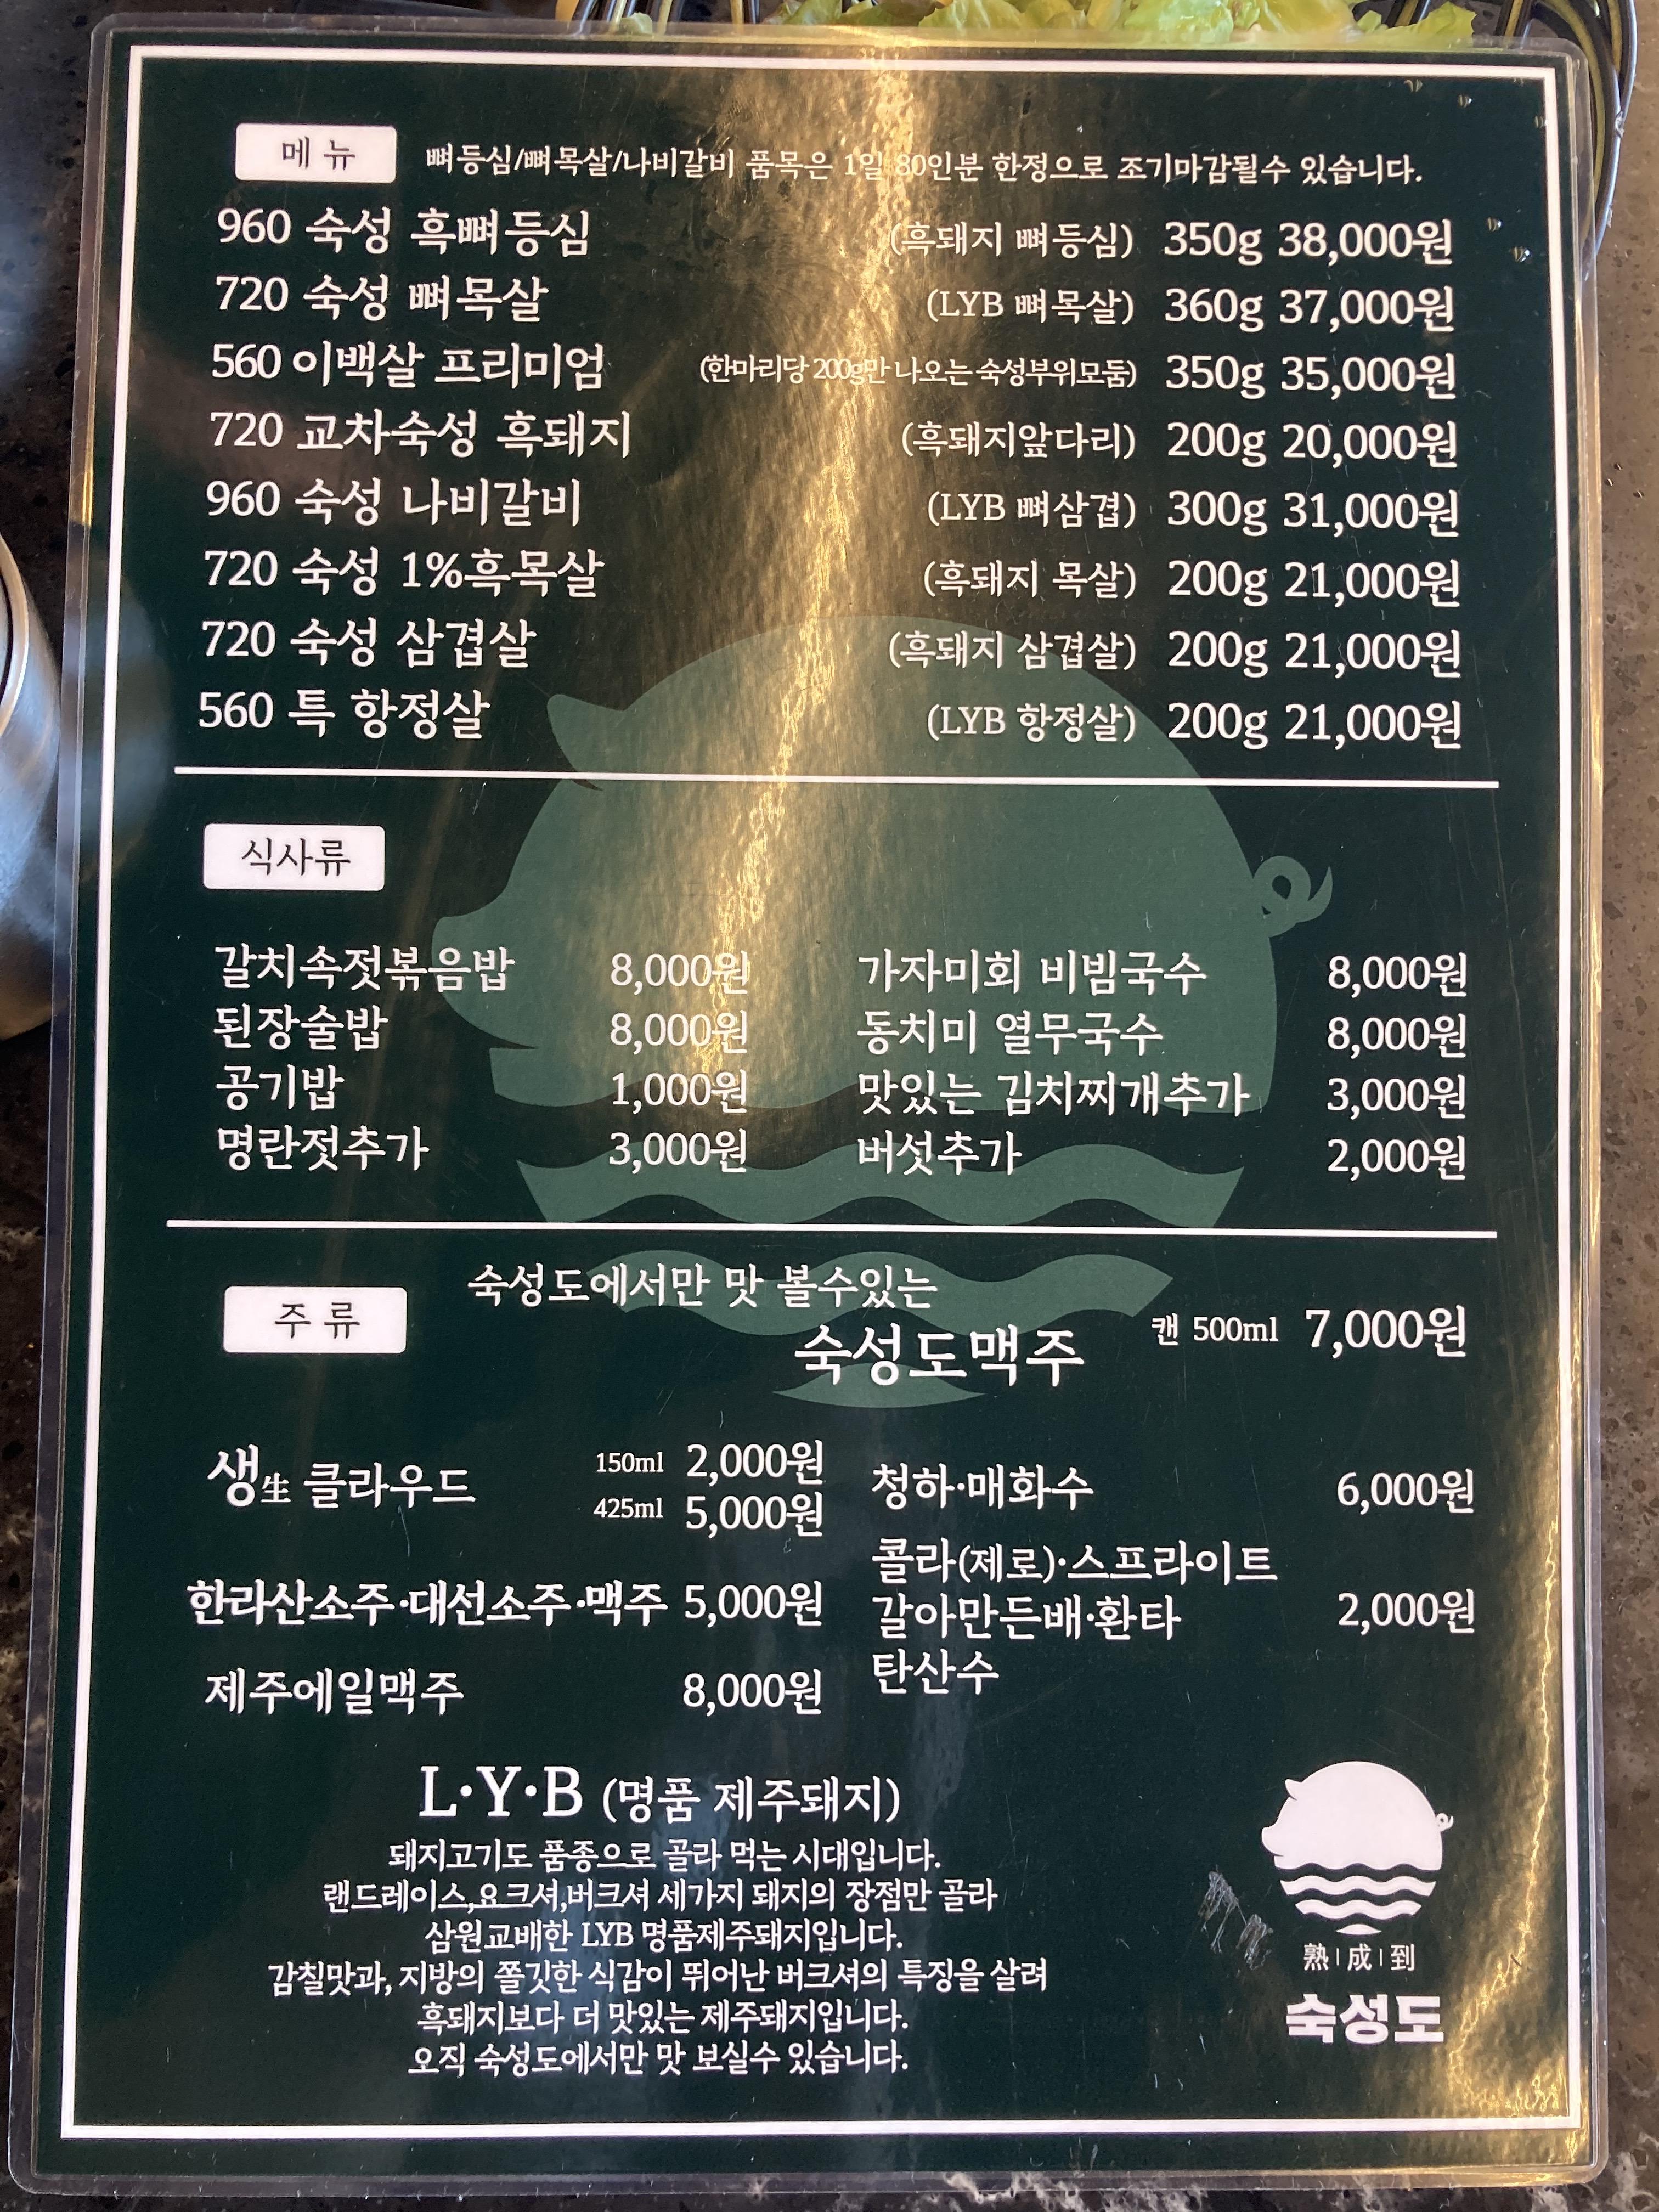 메뉴 뼈등심/뼈목살/나비갈비 품목은 1일 80인분 한정으로 조기마감될수 있습니다.
960 숙성 흑뼈등심 (흑돼지 뼈등심) 350g 38,000원
720 숙성 뼈목살 (LYB 뼈목살) 360g 37,000원
560 이백살 프리미엄 (한마리당 200g만 나오는 숙성부위모둠) 350g 35,000원
720 교차숙성 흑돼지 (흑돼지앞다리) 200g 20,000원
960 숙성 나비갈비 (LYB 뼈삼겹) 300g 31,000원
720 숙성 1%흑목살 (흑돼지 목살) 200g 21,000원
720 숙성 삼겹살 (흑돼지 삼겹살) 200g 21,000원
560 특 항정살 (LYB 항정살) 200g 21,000원
식사류
갈치속젓볶음밥 8,000원 가자미회 비빔국수 8,000원
된장술밥 8,000원 동치미 열무국수 8,000원
공기밥 1,000원 맛있는 김치찌개추가 3,000원
명란젓추가 3,000원 버섯추가 2,000원
주류
숙성도에서만 맛 볼수있는
숙성도맥주 캔 500ml 7,000원
생生 클라우드 150ml 2,000원
425ml 5,000원
한라산소주·대선소주·맥주 5,000원
제주에일맥주 8,000원
청하·매화수 6,000원
콜라(제로)·스프라이트
갈아만든배·환타 2,000원
탄산수
L·Y·B (명품 제주돼지)
돼지고기도 품종으로 골라 먹는 시대입니다.
랜드레이스,요크셔,버크셔 세가지 돼지의 장점만 골라
삼원교배한 LYB 명품제주돼지입니다.
감칠맛과, 지방의 쫄깃한 식감이 뛰어난 버크셔의 특징을 살려
흑돼지보다 더 맛있는 제주돼지입니다.
오직 숙성도에서만 맛 보실수 있습니다.
熟|成|到
숙성도